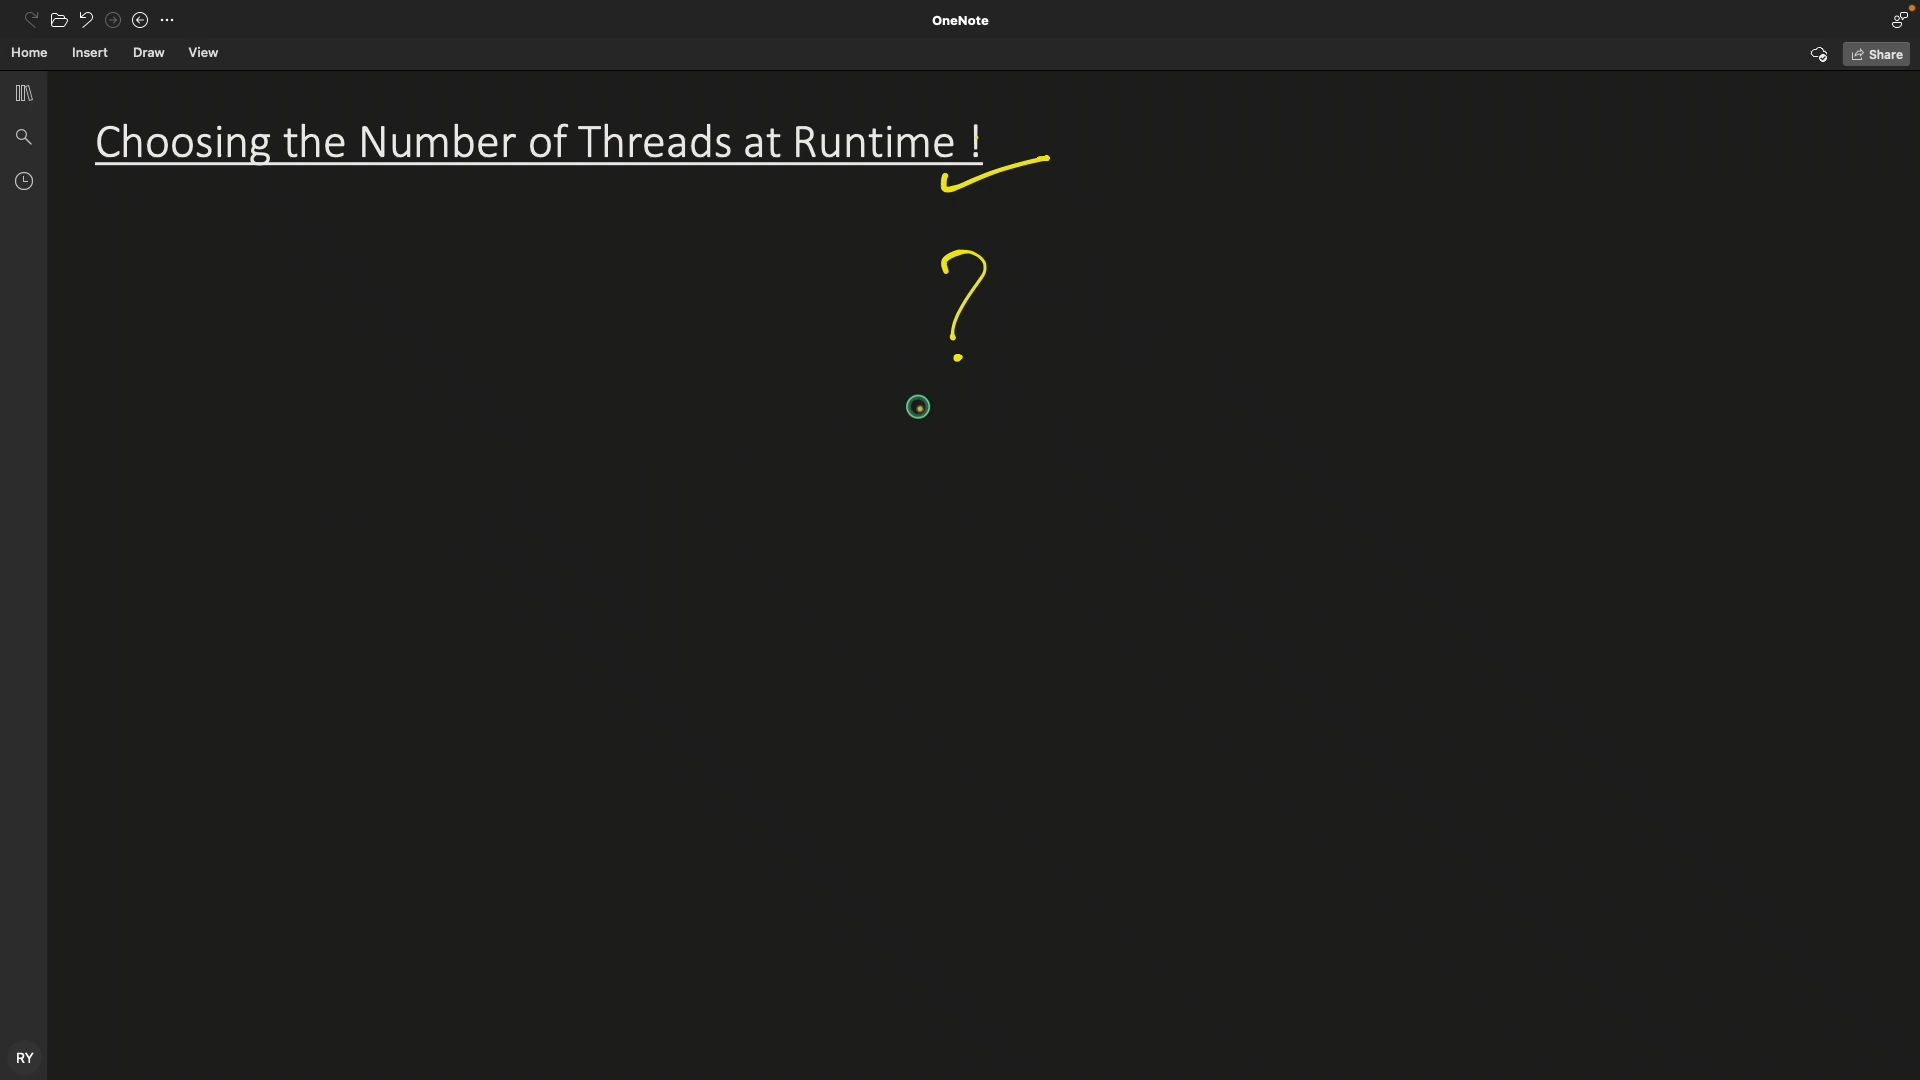 OneNote
Home Insert Draw View Share
Choosing the Number of Threads at Runtime !
?
RY